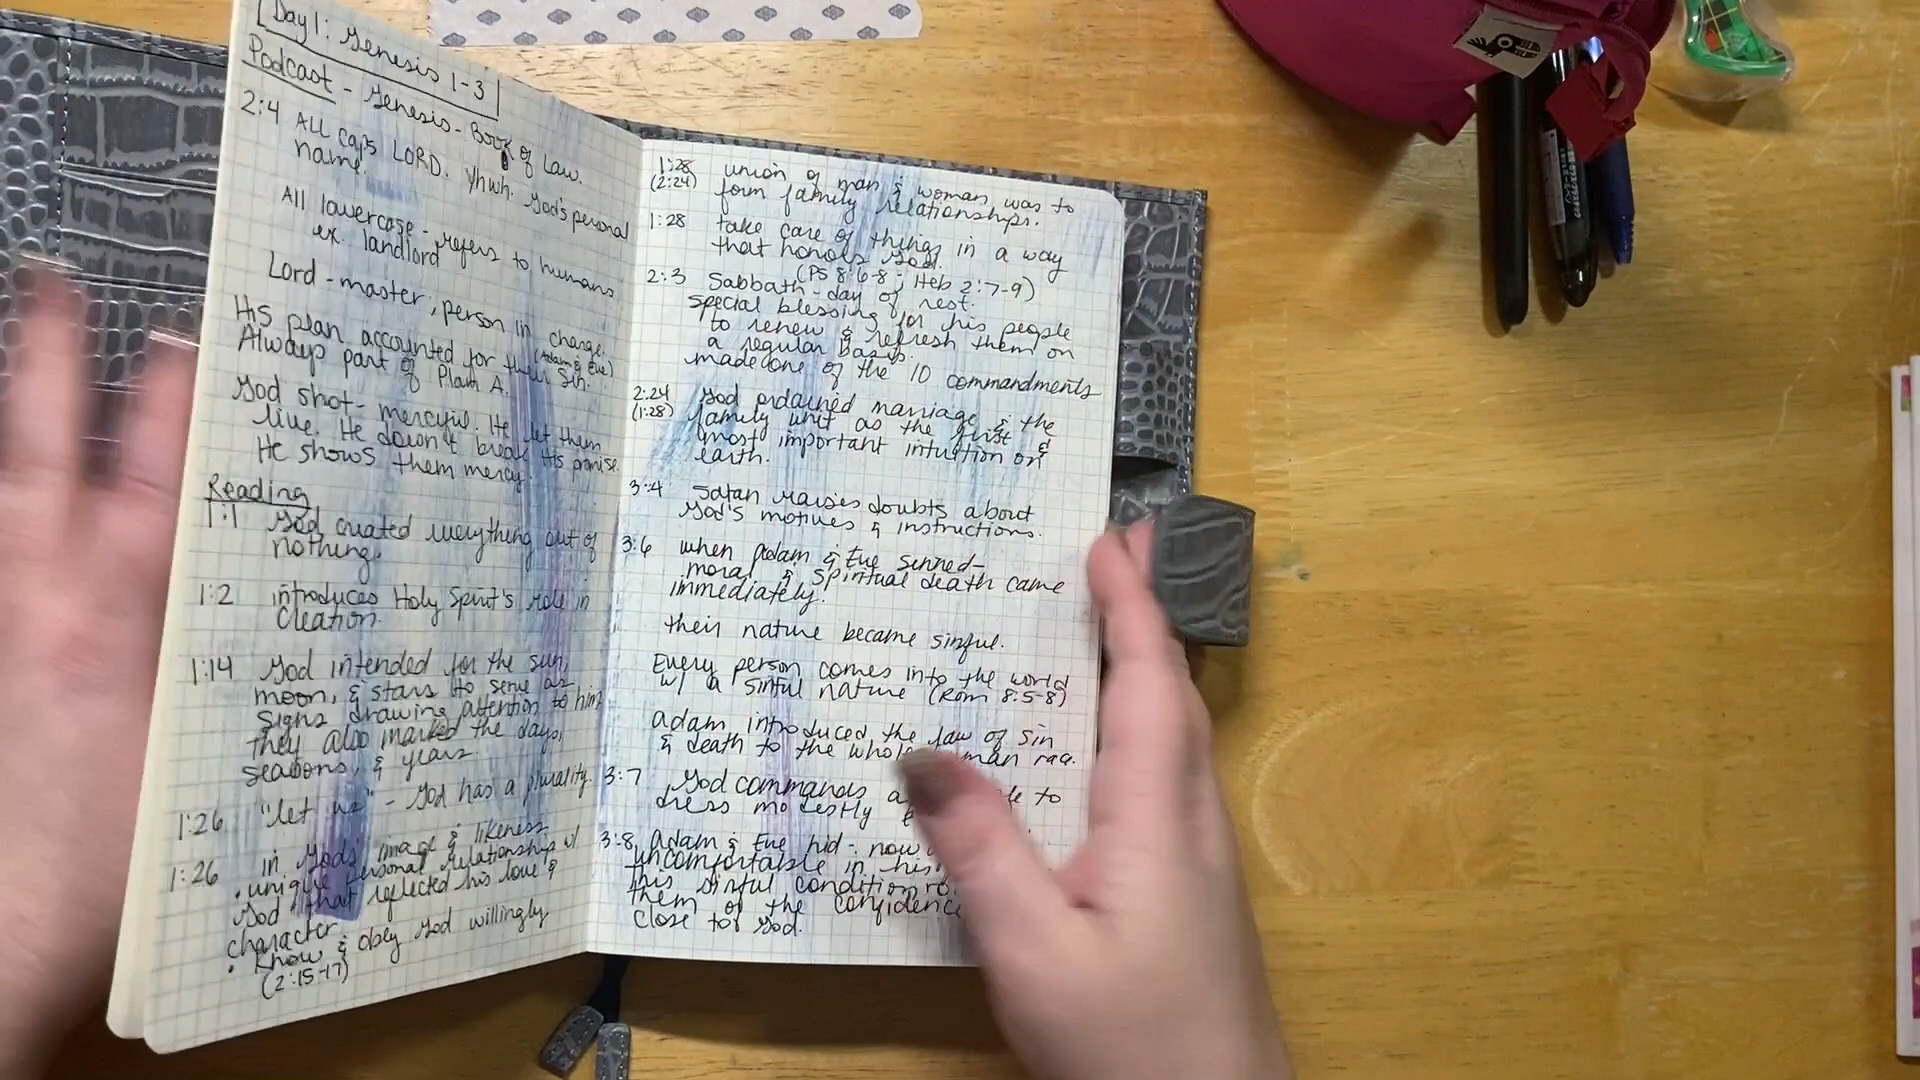 Day 1: Genesis 1-3
Podcast - Genesis - Book of Law.
2:4 All caps LORD. yhwh. God's personal
name.
All lowercase - refers to humans
ex. landlord
Lord - master, person in charge.
His plan accounted for their sin.
(Adam & Eve)
Always part of Plan A.
God shot - merciful. He let them
live. He doesn't break His promise.
He shows them mercy.
Reading
1:1 God created everything out of
nothing.
1:2 introduces Holy Spirit's role in
Creation.
1:14 God intended for the sun,
moon, & stars to serve as
signs drawing attention to him,
they also marked the days,
seasons, & years.
1:26 "let us" - God has a plurality.
1:26 in God's image & likeness
• unique personal relationship w/
God that reflected his love &
character
• Know & obey God willingly
(2:15-17)
1:28 union of man & woman was to
(2:24) form family relationships.
1:28 take care of things in a way
that honors God.
(PS 8:6-8; Heb 2:7-9)
2:3 Sabbath - day of rest.
special blessing for his people
to renew & refresh them on
a regular basis.
made one of the 10 commandments
2:24 God ordained marriage & the
(1:28) family unit as the first &
most important intuition on
earth.
3:4 Satan raises doubts about
God's motives & instructions.
3:6 when Adam & Eve sinned-
moral & spiritual death came
immediately.
their nature became sinful.
Every person comes into the world
w/ a sinful nature (Rom 8:5-8)
Adam introduced the law of sin
& death to the whole race.
3:7 God commands to
dress modestly
3:8 Adam & Eve hid - now
uncomfortable in his
this sinful condition
them of the confidence
close to God.